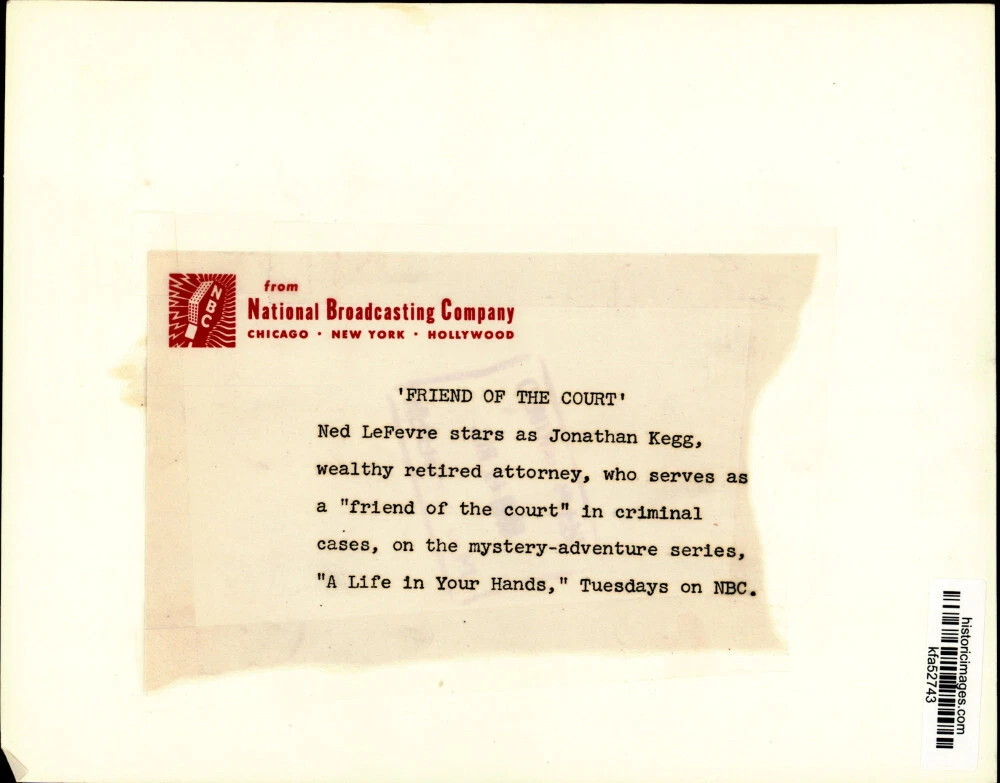 NBC
from
National Broadcasting Company
CHICAGO · NEW YORK · HOLLYWOOD
'FRIEND OF THE COURT'
Ned LeFevre stars as Jonathan Kegg,
wealthy retired attorney, who serves as
a "friend of the court" in criminal
cases, on the mystery-adventure series,
"A Life in Your Hands," Tuesdays on NBC.
historicimages.com
kfa52743